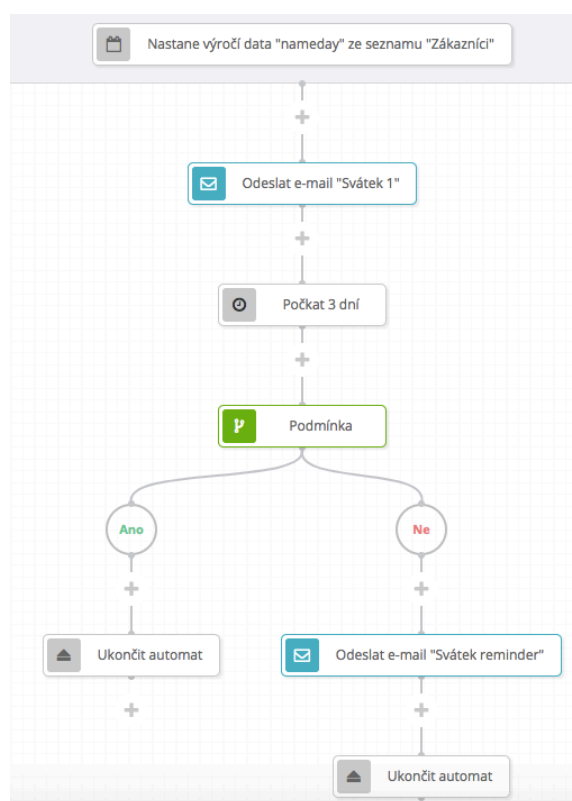 Nastane výročí data "nameday" ze seznamu "Zákazníci"
Odeslat e-mail "Svátek 1"
Počkat 3 dní
Podmínka
Ano
Ne
Ukončit automat
Odeslat e-mail "Svátek reminder"
Ukončit automat